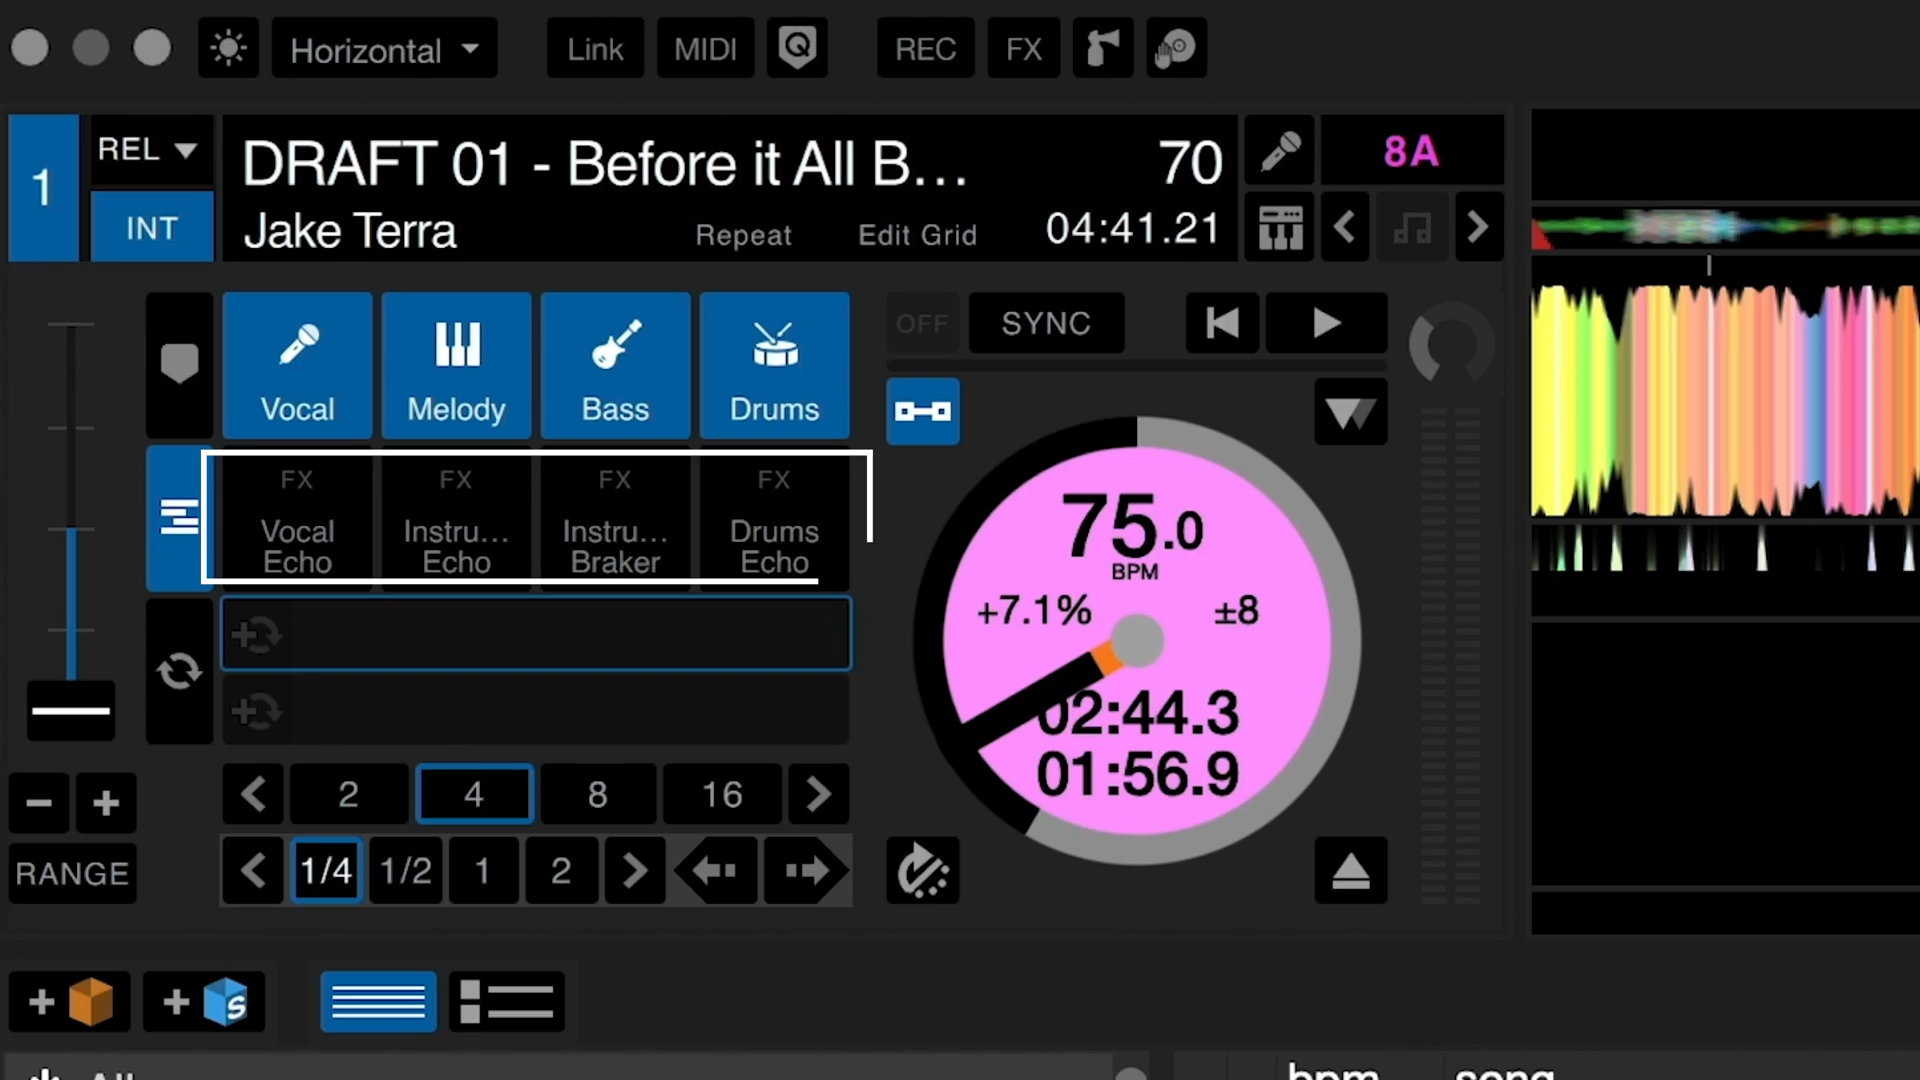 Horizontal
Link
MIDI
Q
REC
FX
1
REL
INT
DRAFT 01 - Before it All B…
70
8A
Jake Terra
Repeat
Edit Grid
04:41.21
Vocal
Melody
Bass
Drums
OFF
SYNC
FX
Vocal
Echo
FX
Instru…
Echo
FX
Instru…
Braker
FX
Drums
Echo
75.0
BPM
+7.1%
±8
02:44.3
01:56.9
2
4
8
16
RANGE
1/4
1/2
1
2
S
All
bpm
song